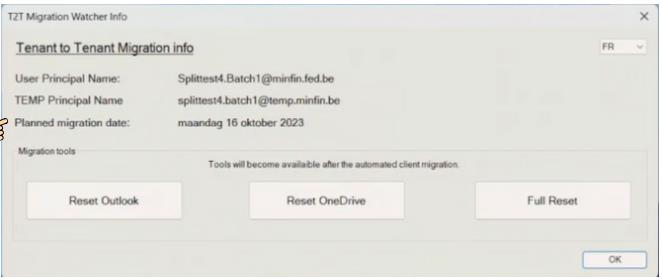 T2T Migration Watcher Info
Tenant to Tenant Migration info
FR
User Principal Name: Splittest4.Batch1@minfin.fed.be
TEMP Principal Name splittest4.batch1@temp.minfin.be
Planned migration date: maandag 16 oktober 2023
Migration tools
Tools will become available after the automated client migration.
Reset Outlook Reset OneDrive Full Reset
OK